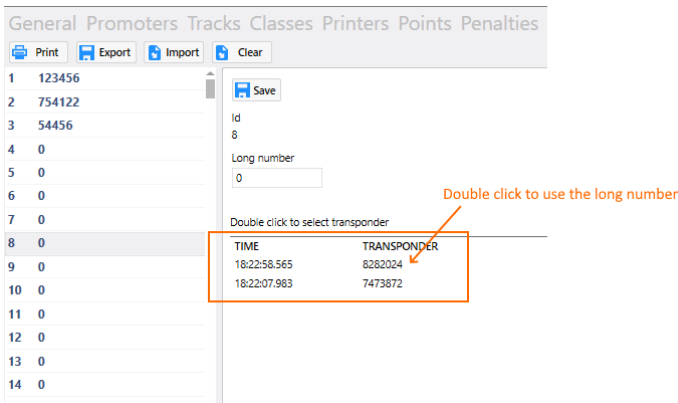 General Promoters Tracks Classes Printers Points Penalties
Print Export Import Clear
1 123456
2 754122
3 54456
4 0
5 0
6 0
7 0
8 0
9 0
10 0
11 0
12 0
13 0
14 0
Save
Id
8
Long number
0
Double click to use the long number
Double click to select transponder
TIME TRANSPONDER
18:22:58.565 8282024
18:22:07.983 7473872